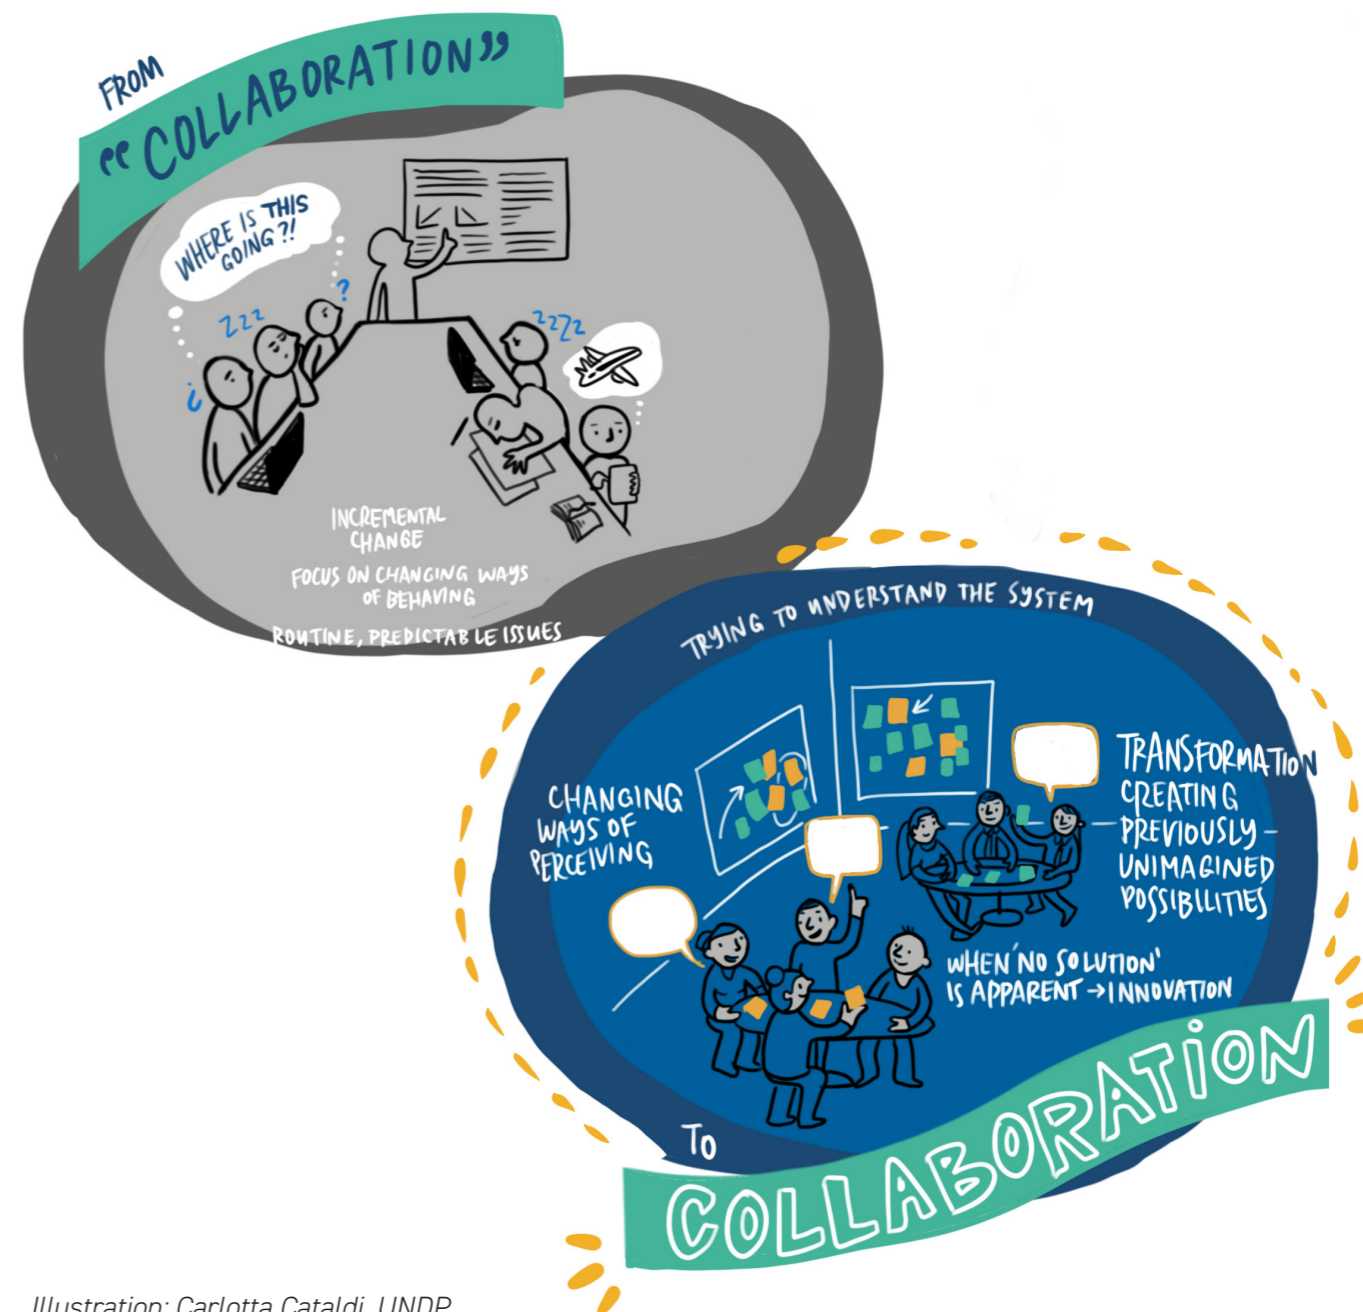 FROM
"COLLABORATION"
WHERE IS THIS
GOING?!
?
zzz
¿
zzzz
INCREMENTAL
CHANGE
FOCUS ON CHANGING WAYS
OF BEHAVING
ROUTINE, PREDICTABLE ISSUES
TRYING TO UNDERSTAND THE SYSTEM
CHANGING
WAYS OF
PERCEIVING
TRANSFORMATION
CREATING
PREVIOUSLY-
UNIMAGINED
POSSIBILITIES
WHEN 'NO SOLUTION'
IS APPARENT → INNOVATION
TO
COLLABORATION
Illustration: Carlotta Cataldi, UNDP